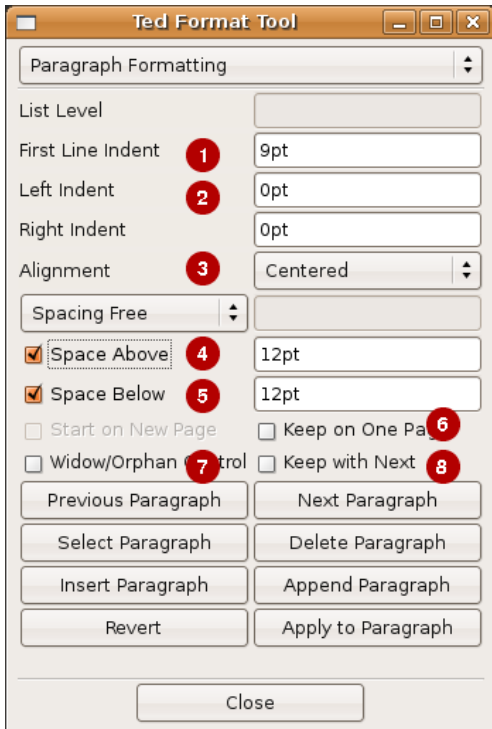 Ted Format Tool
Paragraph Formatting
List Level
First Line Indent 1 9pt
Left Indent 2 0pt
Right Indent 0pt
Alignment 3 Centered
Spacing Free
Space Above 4 12pt
Space Below 5 12pt
Start on New Page Keep on One 6
Widow/Orphan 7 Keep with Next 8
Previous Paragraph Next Paragraph
Select Paragraph Delete Paragraph
Insert Paragraph Append Paragraph
Revert Apply to Paragraph
Close